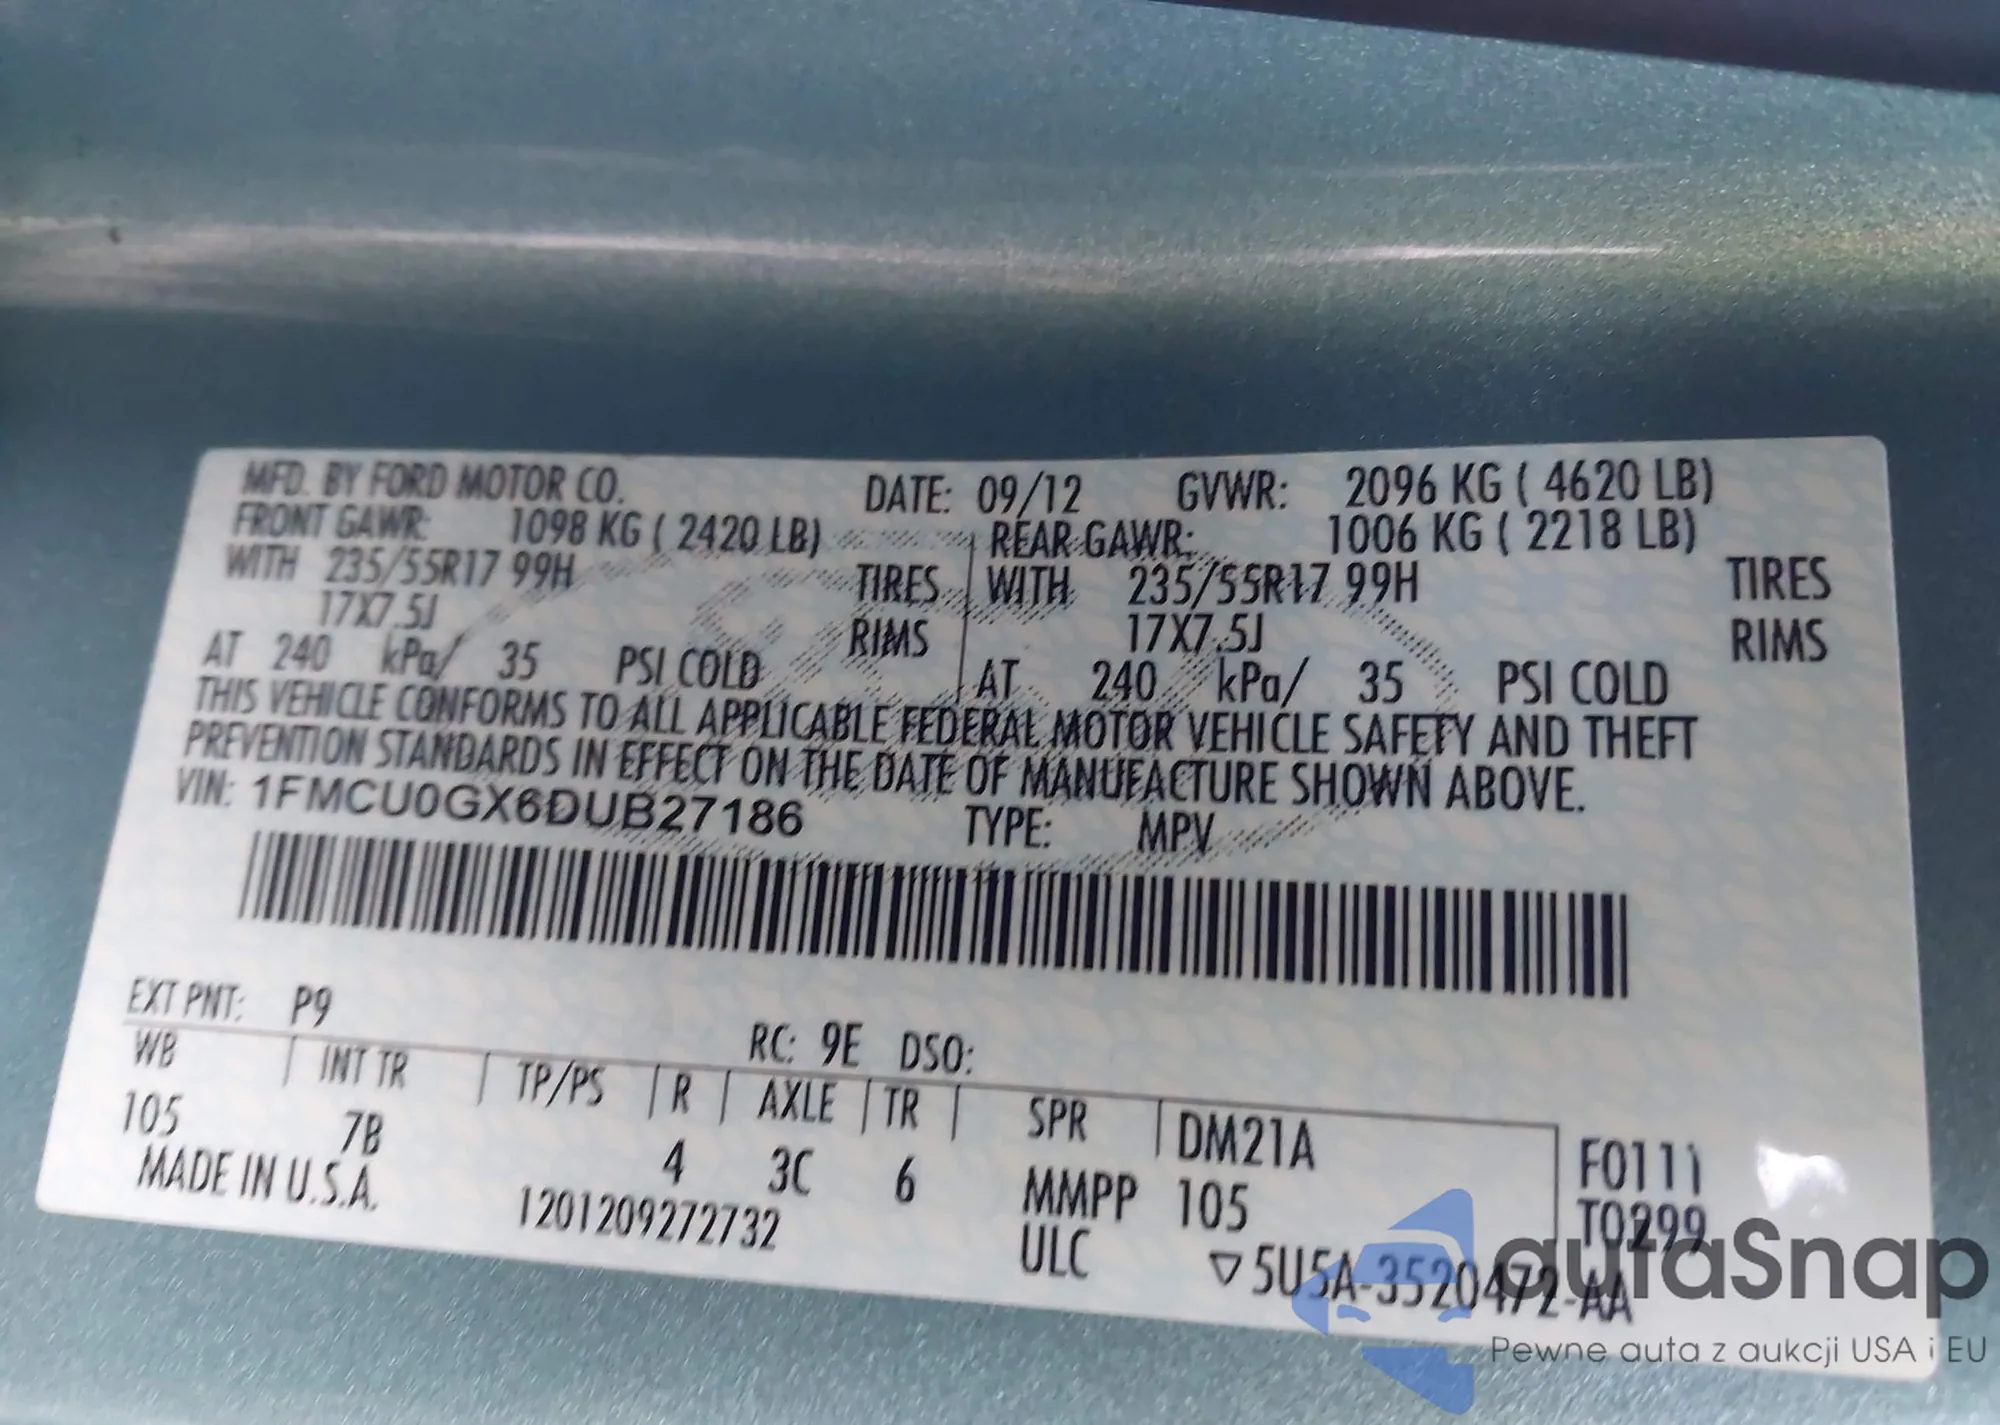 MFD. BY FORD MOTOR CO. DATE: 09/12 GVWR: 2096 KG ( 4620 LB)
FRONT GAWR: 1098 KG ( 2420 LB) REAR GAWR: 1006 KG ( 2218 LB)
WITH 235/55R17 99H TIRES WITH 235/55R17 99H TIRES
17X7.5J RIMS 17X7.5J RIMS
AT 240 kPa/ 35 PSI COLD AT 240 kPa/ 35 PSI COLD
THIS VEHICLE CONFORMS TO ALL APPLICABLE FEDERAL MOTOR VEHICLE SAFETY AND THEFT
PREVENTION STANDARDS IN EFFECT ON THE DATE OF MANUFACTURE SHOWN ABOVE.
VIN: 1FMCU0GX6DUB27186 TYPE: MPV
EXT PNT: P9 RC: 9E DSO:
WB INT TR TP/PS R AXLE TR SPR DM21A F0111
105 7B 4 3C 6 MMPP 105 T0299
MADE IN U.S.A. 1201209272732 ULC ▽5U5A-3520472-AA
autaSnap
Pewne auta z aukcji USA i EU